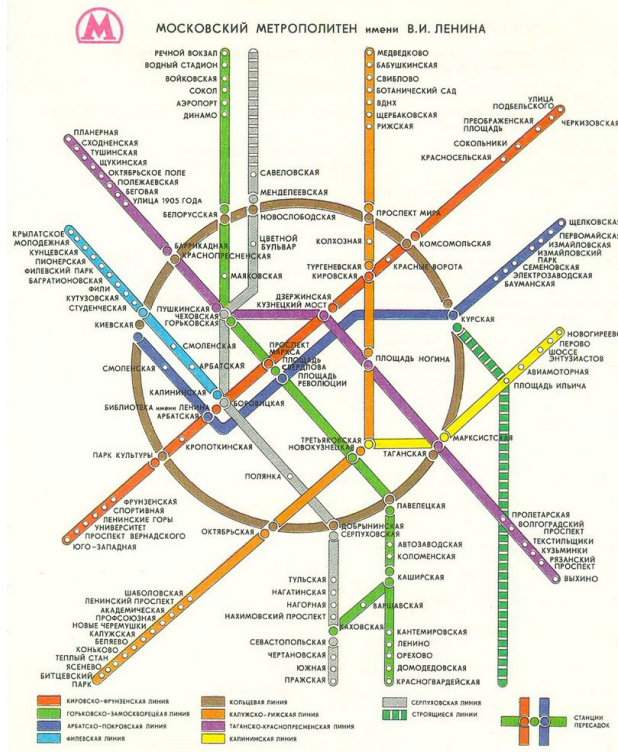 М
МОСКОВСКИЙ МЕТРОПОЛИТЕН имени В.И. ЛЕНИНА
РЕЧНОЙ ВОКЗАЛ
ВОДНЫЙ СТАДИОН
ВОЙКОВСКАЯ
СОКОЛ
АЭРОПОРТ
ДИНАМО
МЕДВЕДКОВО
БАБУШКИНСКАЯ
СВИБЛОВО
БОТАНИЧЕСКИЙ САД
ВДНХ
ЩЕРБАКОВСКАЯ
РИЖСКАЯ
УЛИЦА
ПОДБЕЛЬСКОГО
ЧЕРКИЗОВСКАЯ
ПРЕОБРАЖЕНСКАЯ
ПЛОЩАДЬ
СОКОЛЬНИКИ
КРАСНОСЕЛЬСКАЯ
ПЛАНЕРНАЯ
СХОДНЕНСКАЯ
ТУШИНСКАЯ
ЩУКИНСКАЯ
ОКТЯБРЬСКОЕ ПОЛЕ
ПОЛЕЖАЕВСКАЯ
БЕГОВАЯ
УЛИЦА 1905 ГОДА
САВЕЛОВСКАЯ
МЕНДЕЛЕЕВСКАЯ
БЕЛОРУССКАЯ
НОВОСЛОБОДСКАЯ
ПРОСПЕКТ МИРА
КРЫЛАТСКОЕ
МОЛОДЕЖНАЯ
КУНЦЕВСКАЯ
ПИОНЕРСКАЯ
ФИЛЕВСКИЙ ПАРК
БАГРАТИОНОВСКАЯ
ФИЛИ
КУТУЗОВСКАЯ
СТУДЕНЧЕСКАЯ
КИЕВСКАЯ
БАРРИКАДНАЯ
КРАСНОПРЕСНЕНСКАЯ
ЦВЕТНОЙ
БУЛЬВАР
КОЛХОЗНАЯ
КОМСОМОЛЬСКАЯ
МАЯКОВСКАЯ
ТУРГЕНЕВСКАЯ
КИРОВСКАЯ
КРАСНЫЕ ВОРОТА
ЩЕЛКОВСКАЯ
ПЕРВОМАЙСКАЯ
ИЗМАЙЛОВСКАЯ
ИЗМАЙЛОВСКИЙ
ПАРК
СЕМЕНОВСКАЯ
ЭЛЕКТРОЗАВОДСКАЯ
БАУМАНСКАЯ
ПУШКИНСКАЯ
ЧЕХОВСКАЯ
ГОРЬКОВСКАЯ
ДЗЕРЖИНСКАЯ
КУЗНЕЦКИЙ МОСТ
КУРСКАЯ
НОВОГИРЕЕВО
ПЕРОВО
ШОССЕ
ЭНТУЗИАСТОВ
АВИАМОТОРНАЯ
ПЛОЩАДЬ ИЛЬИЧА
СМОЛЕНСКАЯ
АРБАТСКАЯ
СМОЛЕНСКАЯ
ПРОСПЕКТ
МАРКСА
ПЛОЩАДЬ
СВЕРДЛОВА
ПЛОЩАДЬ
РЕВОЛЮЦИИ
ПЛОЩАДЬ НОГИНА
КАЛИНИНСКАЯ
БОРОВИЦКАЯ
БИБЛИОТЕКА имени ЛЕНИНА
АРБАТСКАЯ
КРОПОТКИНСКАЯ
ПАРК КУЛЬТУРЫ
ТРЕТЬЯКОВСКАЯ
НОВОКУЗНЕЦКАЯ
МАРКСИСТСКАЯ
ТАГАНСКАЯ
ПОЛЯНКА
ФРУНЗЕНСКАЯ
СПОРТИВНАЯ
ЛЕНИНСКИЕ ГОРЫ
УНИВЕРСИТЕТ
ПРОСПЕКТ ВЕРНАДСКОГО
ЮГО-ЗАПАДНАЯ
ОКТЯБРЬСКАЯ
ДОБРЫНИНСКАЯ
СЕРПУХОВСКАЯ
ПАВЕЛЕЦКАЯ
ПРОЛЕТАРСКАЯ
ВОЛГОГРАДСКИЙ
ПРОСПЕКТ
ТЕКСТИЛЬЩИКИ
КУЗЬМИНКИ
РЯЗАНСКИЙ
ПРОСПЕКТ
ВЫХИНО
АВТОЗАВОДСКАЯ
КОЛОМЕНСКАЯ
КАШИРСКАЯ
ВАРШАВСКАЯ
КАХОВСКАЯ
ТУЛЬСКАЯ
НАГАТИНСКАЯ
НАГОРНАЯ
НАХИМОВСКИЙ ПРОСПЕКТ
СЕВАСТОПОЛЬСКАЯ
ЧЕРТАНОВСКАЯ
ЮЖНАЯ
ПРАЖСКАЯ
КАНТЕМИРОВСКАЯ
ЛЕНИНО
ОРЕХОВО
ДОМОДЕДОВСКАЯ
КРАСНОГВАРДЕЙСКАЯ
ШАБОЛОВСКАЯ
ЛЕНИНСКИЙ ПРОСПЕКТ
АКАДЕМИЧЕСКАЯ
ПРОФСОЮЗНАЯ
НОВЫЕ ЧЕРЕМУШКИ
КАЛУЖСКАЯ
БЕЛЯЕВО
КОНЬКОВО
ТЕПЛЫЙ СТАН
ЯСЕНЕВО
БИТЦЕВСКИЙ
ПАРК
КИРОВСКО-ФРУНЗЕНСКАЯ ЛИНИЯ
ГОРЬКОВСКО-ЗАМОСКВОРЕЦКАЯ ЛИНИЯ
АРБАТСКО-ПОКРОВСКАЯ ЛИНИЯ
ФИЛЕВСКАЯ ЛИНИЯ
КОЛЬЦЕВАЯ ЛИНИЯ
КАЛУЖСКО-РИЖСКАЯ ЛИНИЯ
ТАГАНСКО-КРАСНОПРЕСНЕНСКАЯ ЛИНИЯ
КАЛИНИНСКАЯ ЛИНИЯ
СЕРПУХОВСКАЯ ЛИНИЯ
СТРОЯЩИЕСЯ ЛИНИИ
СТАНЦИИ
ПЕРЕСАДОК